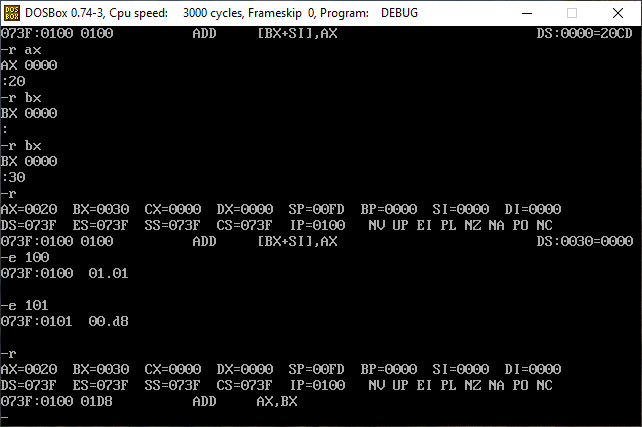 DOSBox 0.74-3, Cpu speed: 3000 cycles, Frameskip 0, Program: DEBUG
073F:0100 0100 ADD [BX+SI],AX DS:0000=20CD
-r ax
AX 0000
:20
-r bx
BX 0000
:
-r bx
BX 0000
:30
-r
AX=0020 BX=0030 CX=0000 DX=0000 SP=00FD BP=0000 SI=0000 DI=0000
DS=073F ES=073F SS=073F CS=073F IP=0100 NV UP EI PL NZ NA PO NC
073F:0100 0100 ADD [BX+SI],AX DS:0030=0000
-e 100
073F:0100 01.01
-e 101
073F:0101 00.d8
-r
AX=0020 BX=0030 CX=0000 DX=0000 SP=00FD BP=0000 SI=0000 DI=0000
DS=073F ES=073F SS=073F CS=073F IP=0100 NV UP EI PL NZ NA PO NC
073F:0100 01D8 ADD AX,BX
-